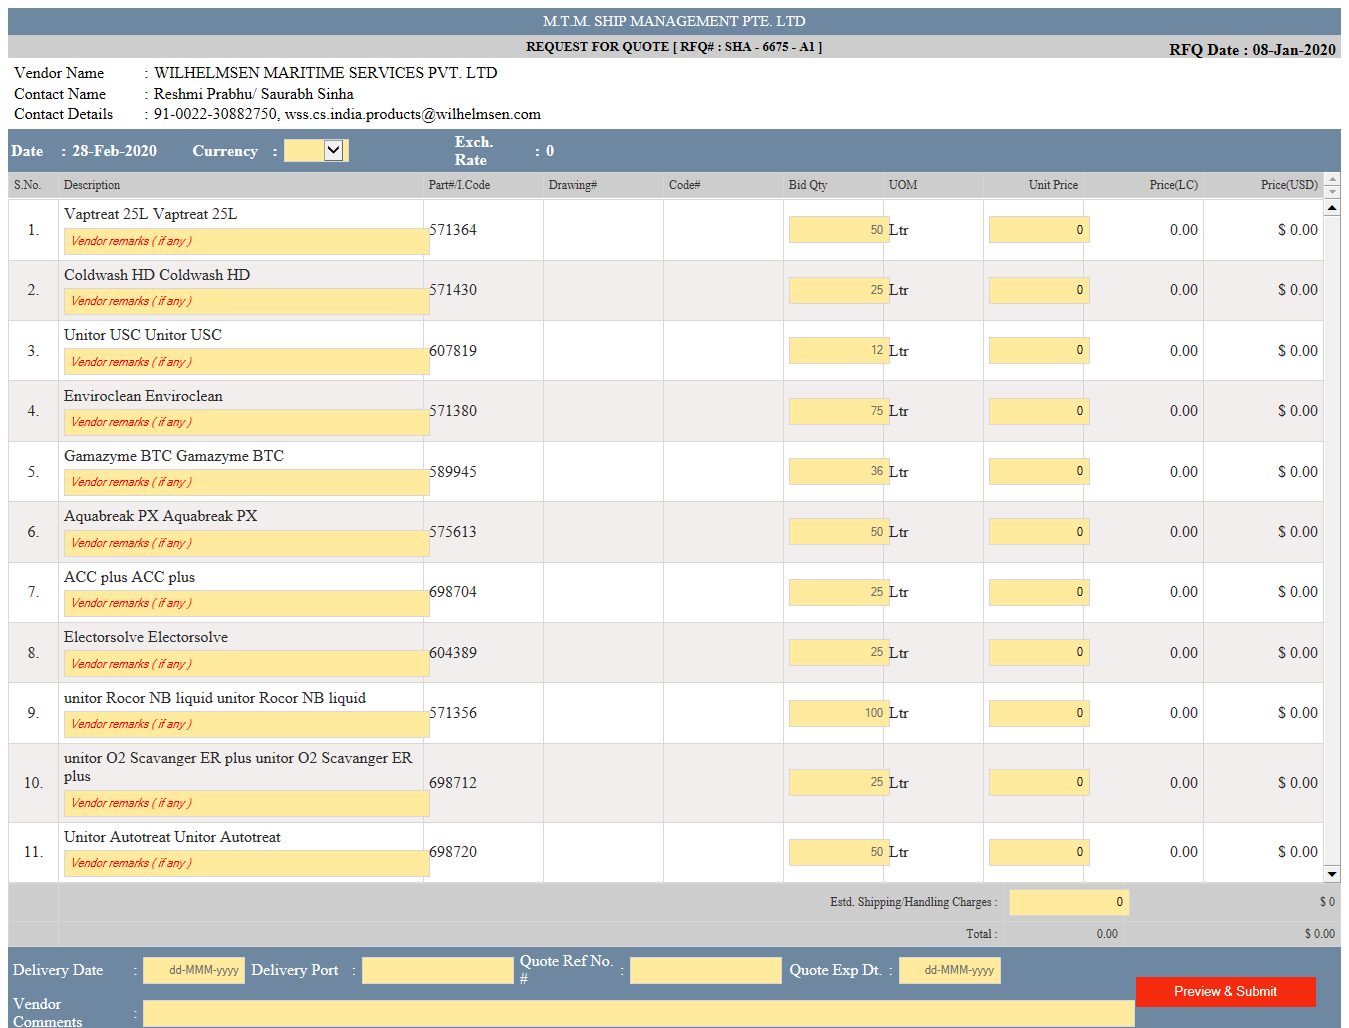 M.T.M. SHIP MANAGEMENT PTE. LTD
REQUEST FOR QUOTE [ RFQ# : SHA - 6675 - A1 ]
RFQ Date : 08-Jan-2020
Vendor Name : WILHELMSEN MARITIME SERVICES PVT. LTD
Contact Name : Reshmi Prabhu/ Saurabh Sinha
Contact Details : 91-0022-30882750, wss.cs.india.products@wilhelmsen.com
Date : 28-Feb-2020 Currency : Exch. Rate : 0
S.No. Description Part#/I.Code Drawing# Code# Bid Qty UOM Unit Price Price(LC) Price(USD)
1. Vaptreat 25L Vaptreat 25L 571364 50 Ltr 0 0.00 $ 0.00
Vendor remarks ( if any )
2. Coldwash HD Coldwash HD 571430 25 Ltr 0 0.00 $ 0.00
Vendor remarks ( if any )
3. Unitor USC Unitor USC 607819 12 Ltr 0 0.00 $ 0.00
Vendor remarks ( if any )
4. Enviroclean Enviroclean 571380 75 Ltr 0 0.00 $ 0.00
Vendor remarks ( if any )
5. Gamazyme BTC Gamazyme BTC 589945 36 Ltr 0 0.00 $ 0.00
Vendor remarks ( if any )
6. Aquabreak PX Aquabreak PX 575613 50 Ltr 0 0.00 $ 0.00
Vendor remarks ( if any )
7. ACC plus ACC plus 698704 25 Ltr 0 0.00 $ 0.00
Vendor remarks ( if any )
8. Electorsolve Electorsolve 604389 25 Ltr 0 0.00 $ 0.00
Vendor remarks ( if any )
9. unitor Rocor NB liquid unitor Rocor NB liquid 571356 100 Ltr 0 0.00 $ 0.00
Vendor remarks ( if any )
10. unitor O2 Scavanger ER plus unitor O2 Scavanger ER
plus 698712 25 Ltr 0 0.00 $ 0.00
Vendor remarks ( if any )
11. Unitor Autotreat Unitor Autotreat 698720 50 Ltr 0 0.00 $ 0.00
Vendor remarks ( if any )
Estd. Shipping/Handling Charges : 0 $ 0
Total : 0.00 $ 0.00
Delivery Date : dd-MMM-yyyy Delivery Port : Quote Ref No. # : Quote Exp Dt. : dd-MMM-yyyy
Preview & Submit
Vendor
Comments :